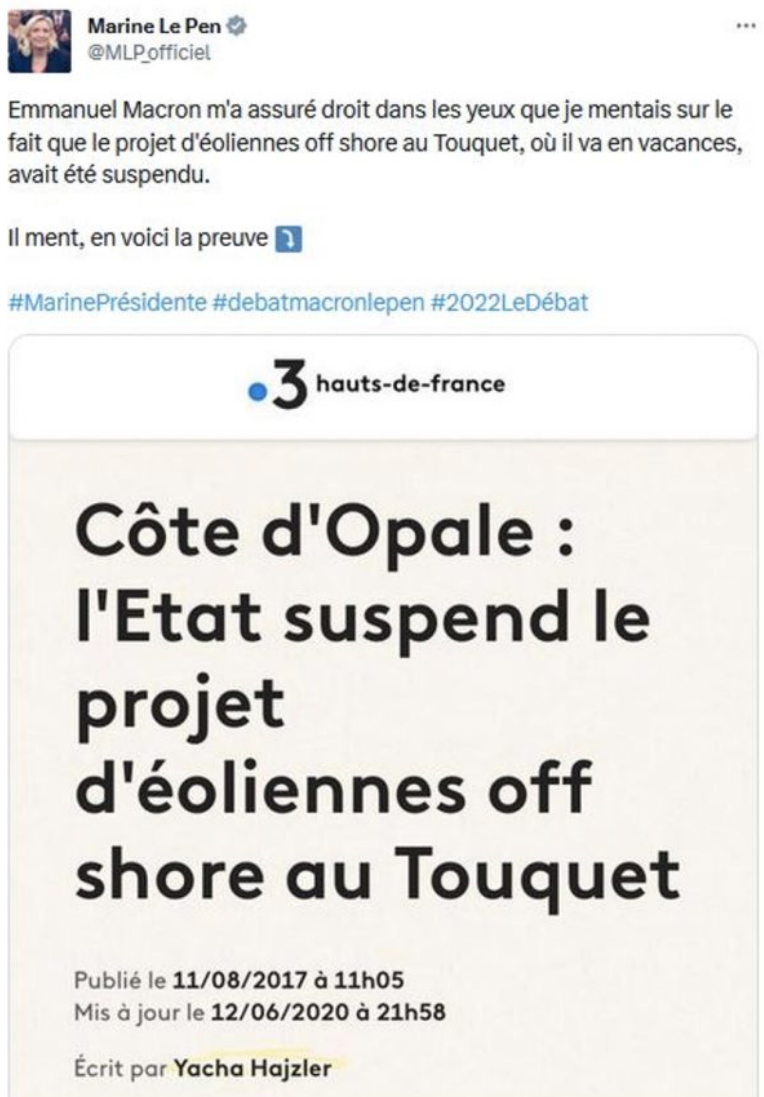 Marine Le Pen
@MLP_officiel
Emmanuel Macron m'a assuré droit dans les yeux que je mentais sur le
fait que le projet d'éoliennes off shore au Touquet, où il va en vacances,
avait été suspendu.
Il ment, en voici la preuve ⤵️
#MarinePrésidente #debatmacronlepen #2022LeDébat
.3 hauts-de-france
Côte d'Opale :
l'Etat suspend le
projet
d'éoliennes off
shore au Touquet
Publié le 11/08/2017 à 11h05
Mis à jour le 12/06/2020 à 21h58
Écrit par Yacha Hajzler